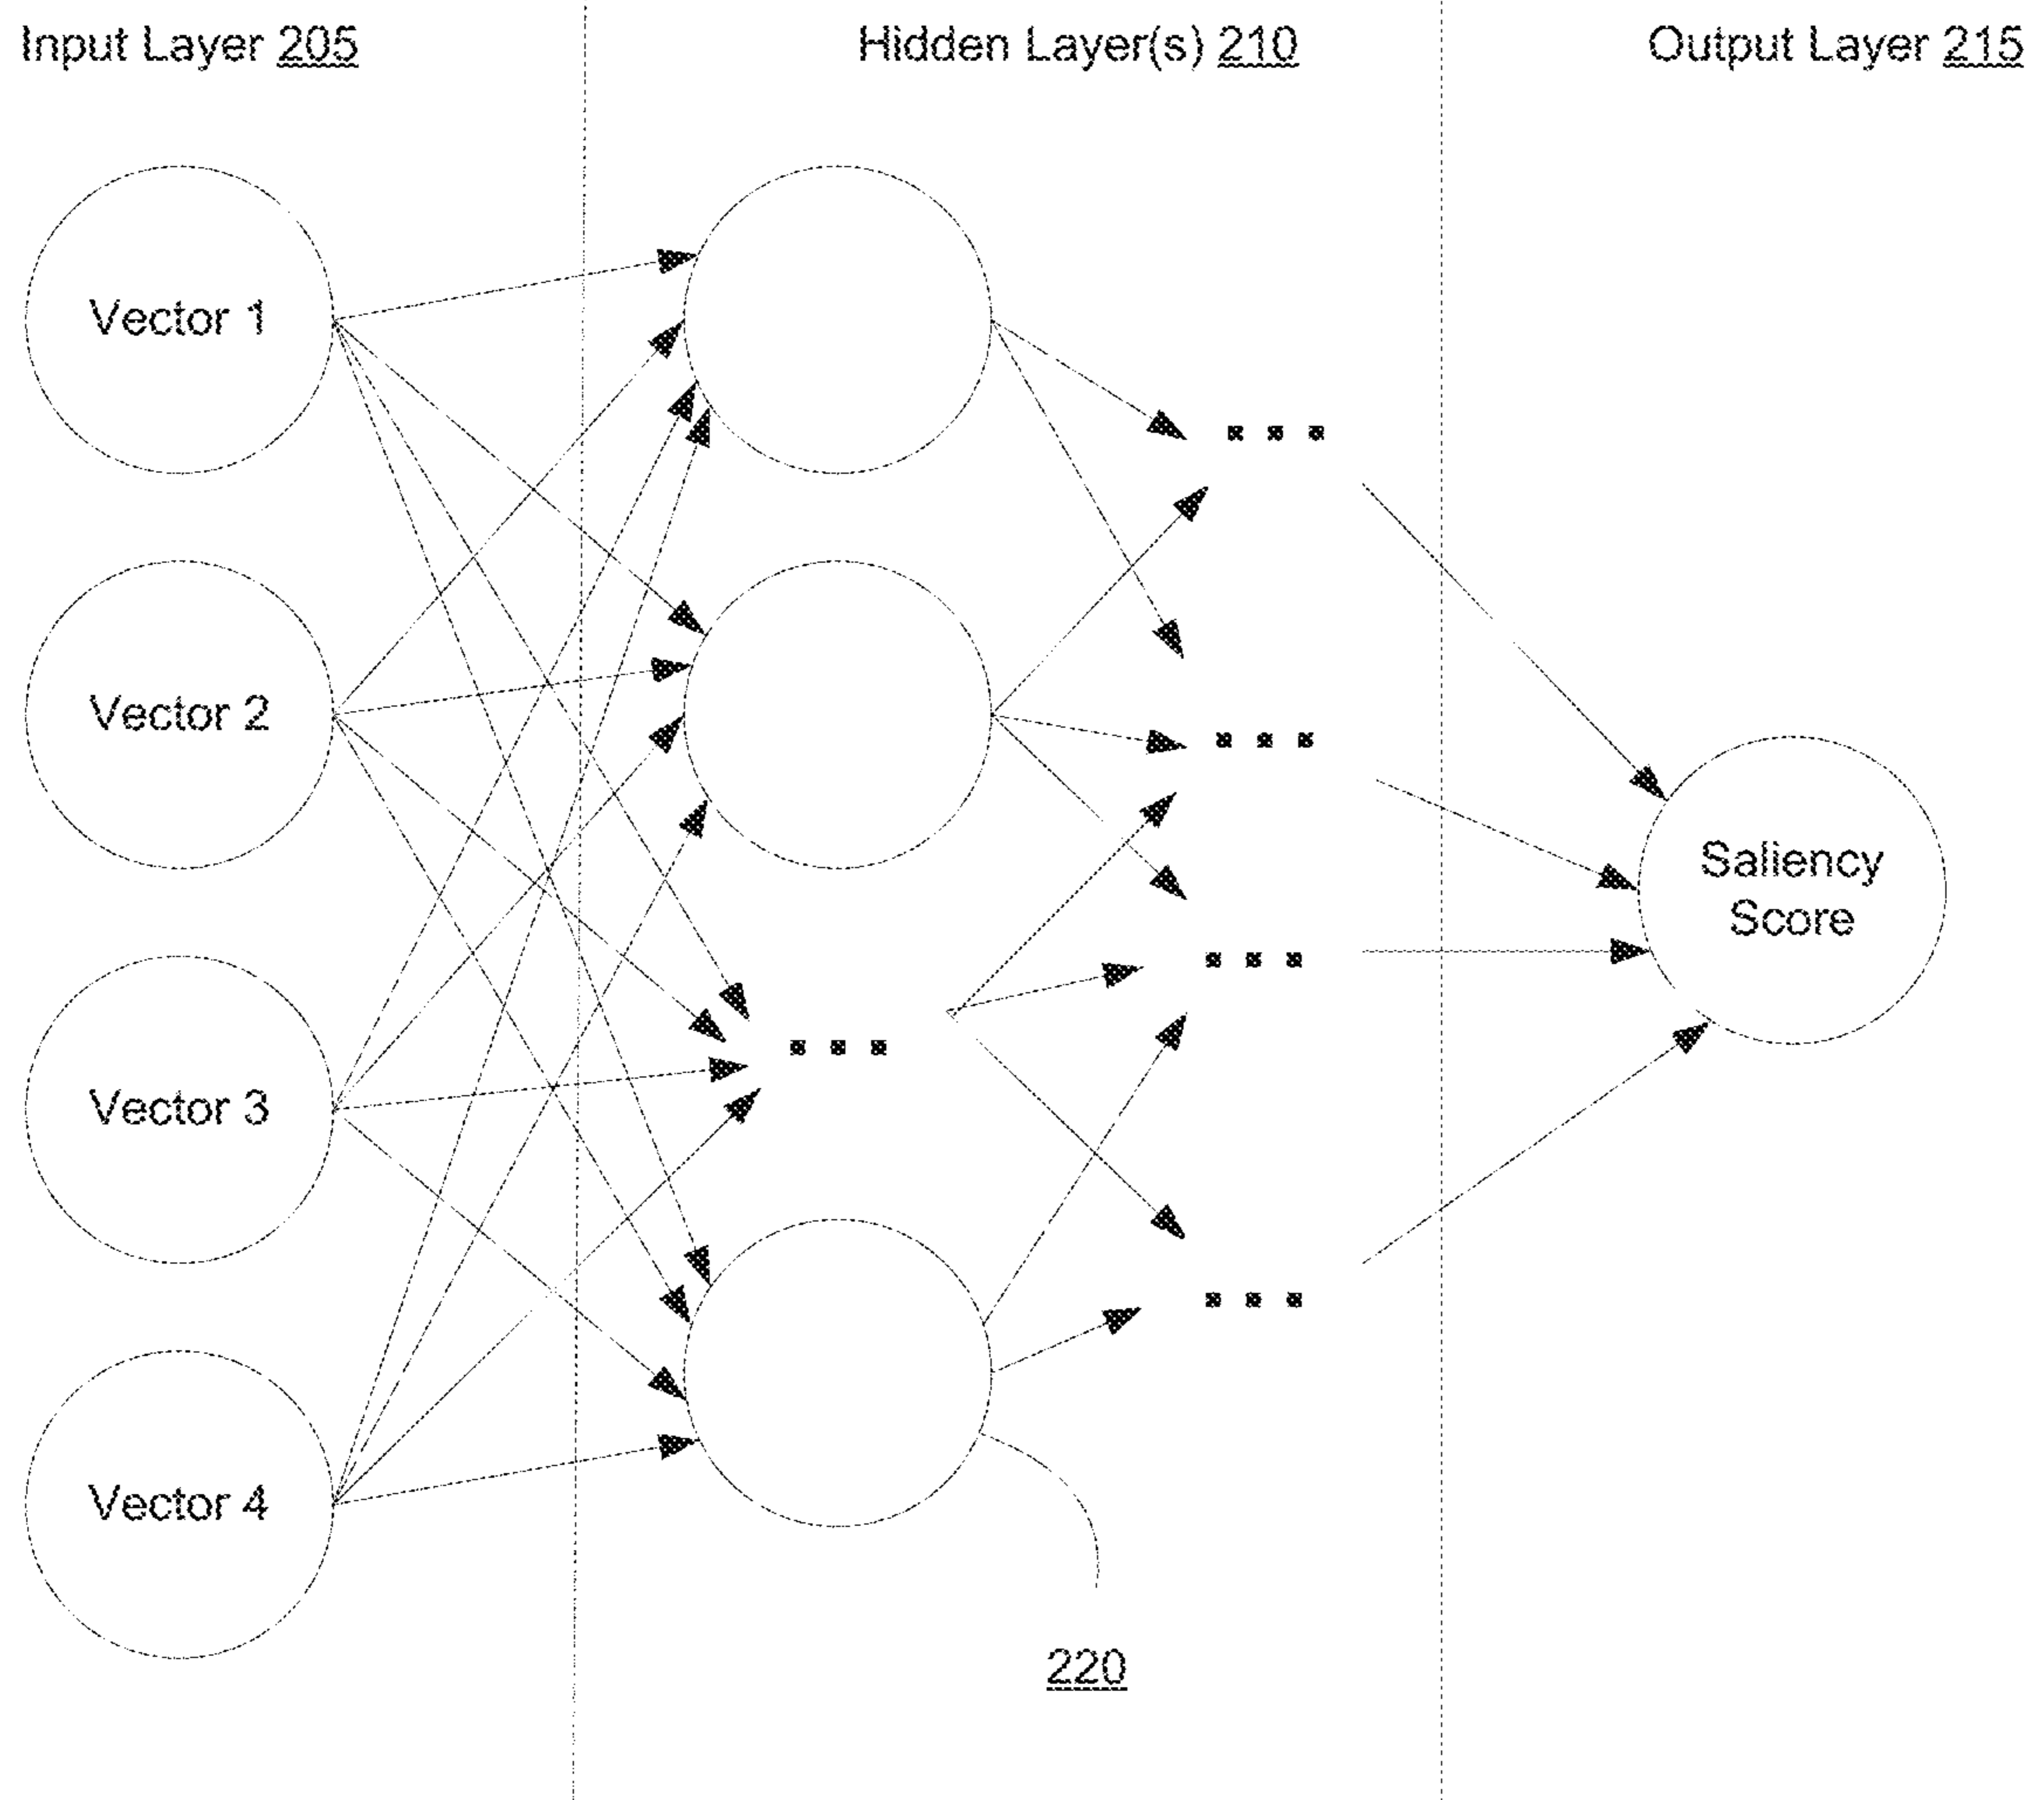 Input Layer 205
Hidden Layer(s) 210
Output Layer 215
Vector 1
Vector 2
Vector 3
Vector 4
Saliency
Score
220